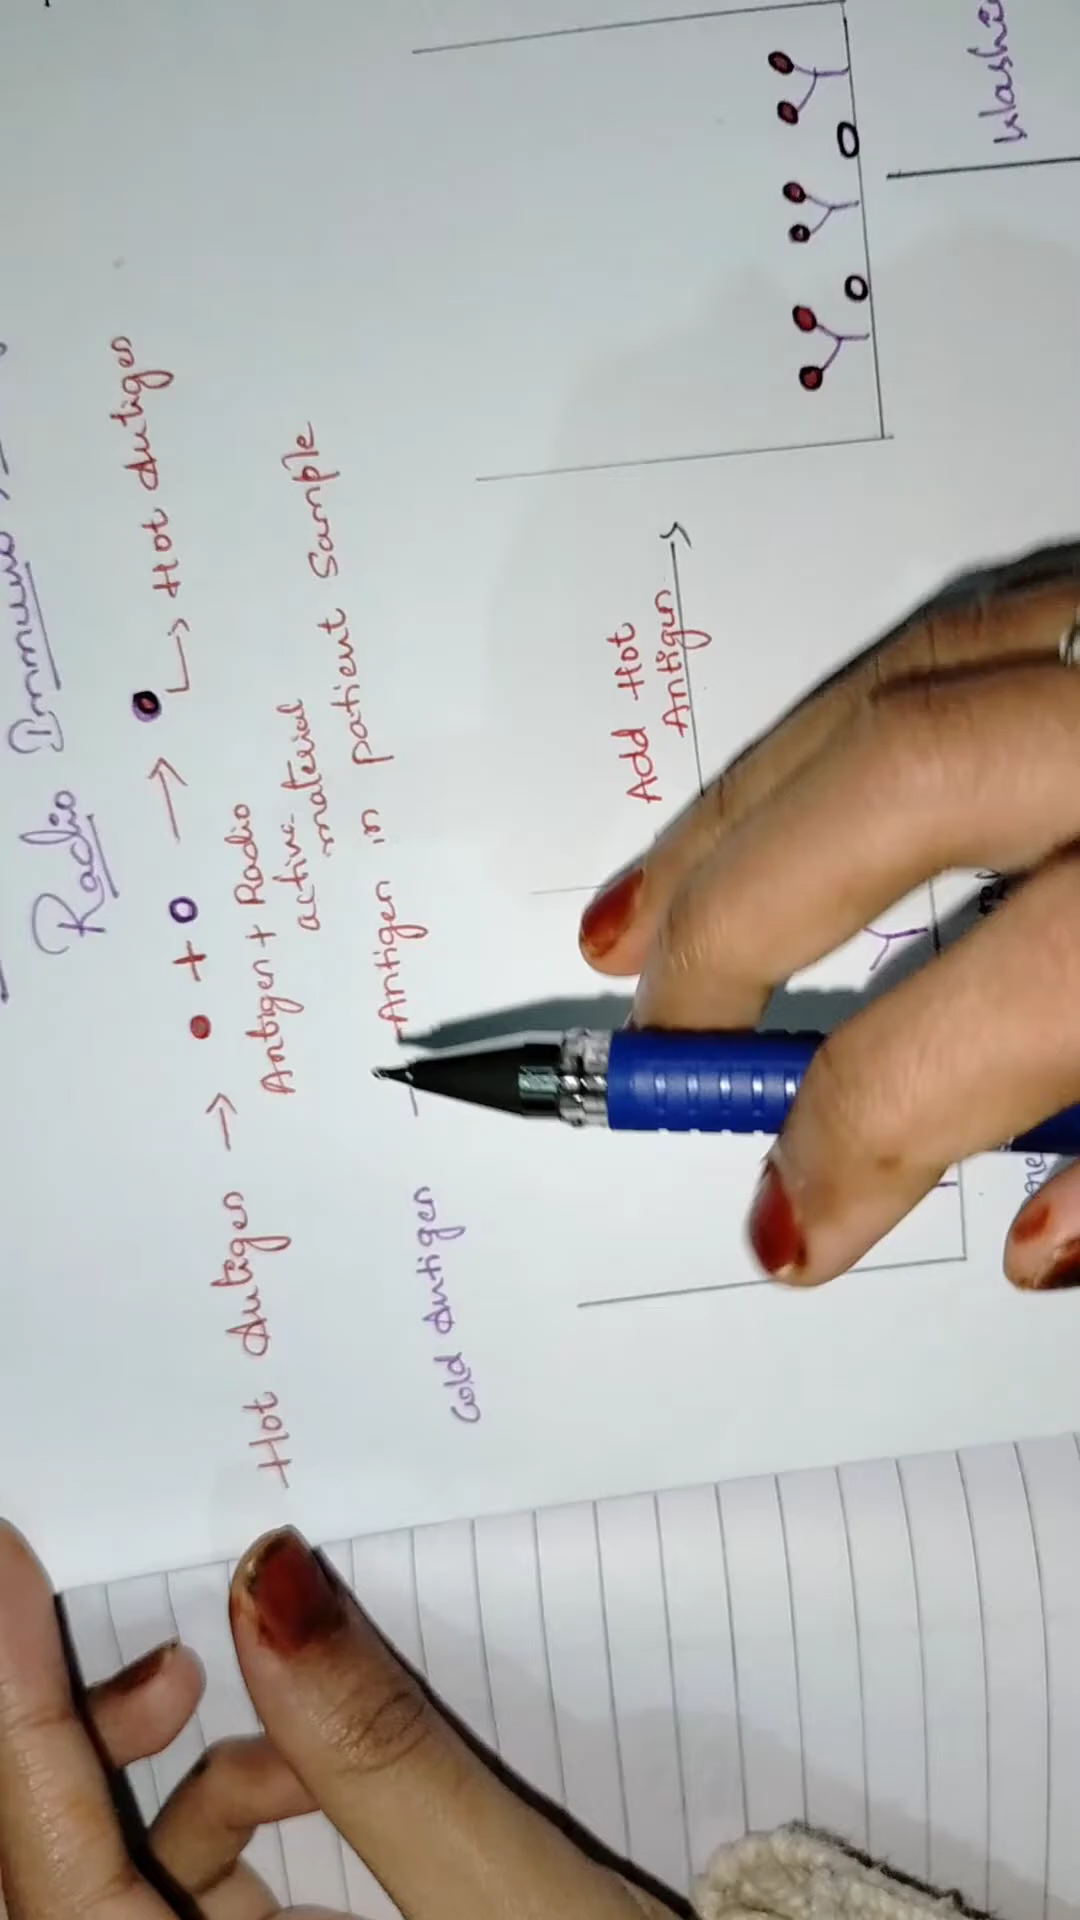 Radio Immuno
Hot Antigen → • + o → • ↳ Hot Antigen
Antigen + Radio
active
material
Cold Antigen - Antigen in patient Sample
Add Hot
Antigen